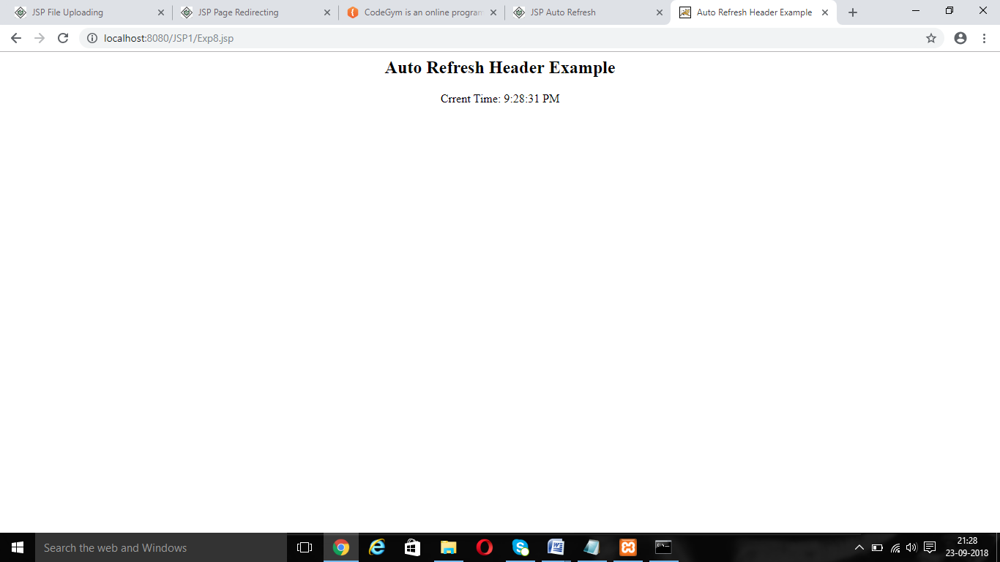 JSP File Uploading
JSP Page Redirecting
CodeGym is an online program
JSP Auto Refresh
Auto Refresh Header Example
localhost:8080/JSP1/Exp8.jsp
Auto Refresh Header Example
Crrent Time: 9:28:31 PM
Search the web and Windows
21:28
23-09-2018